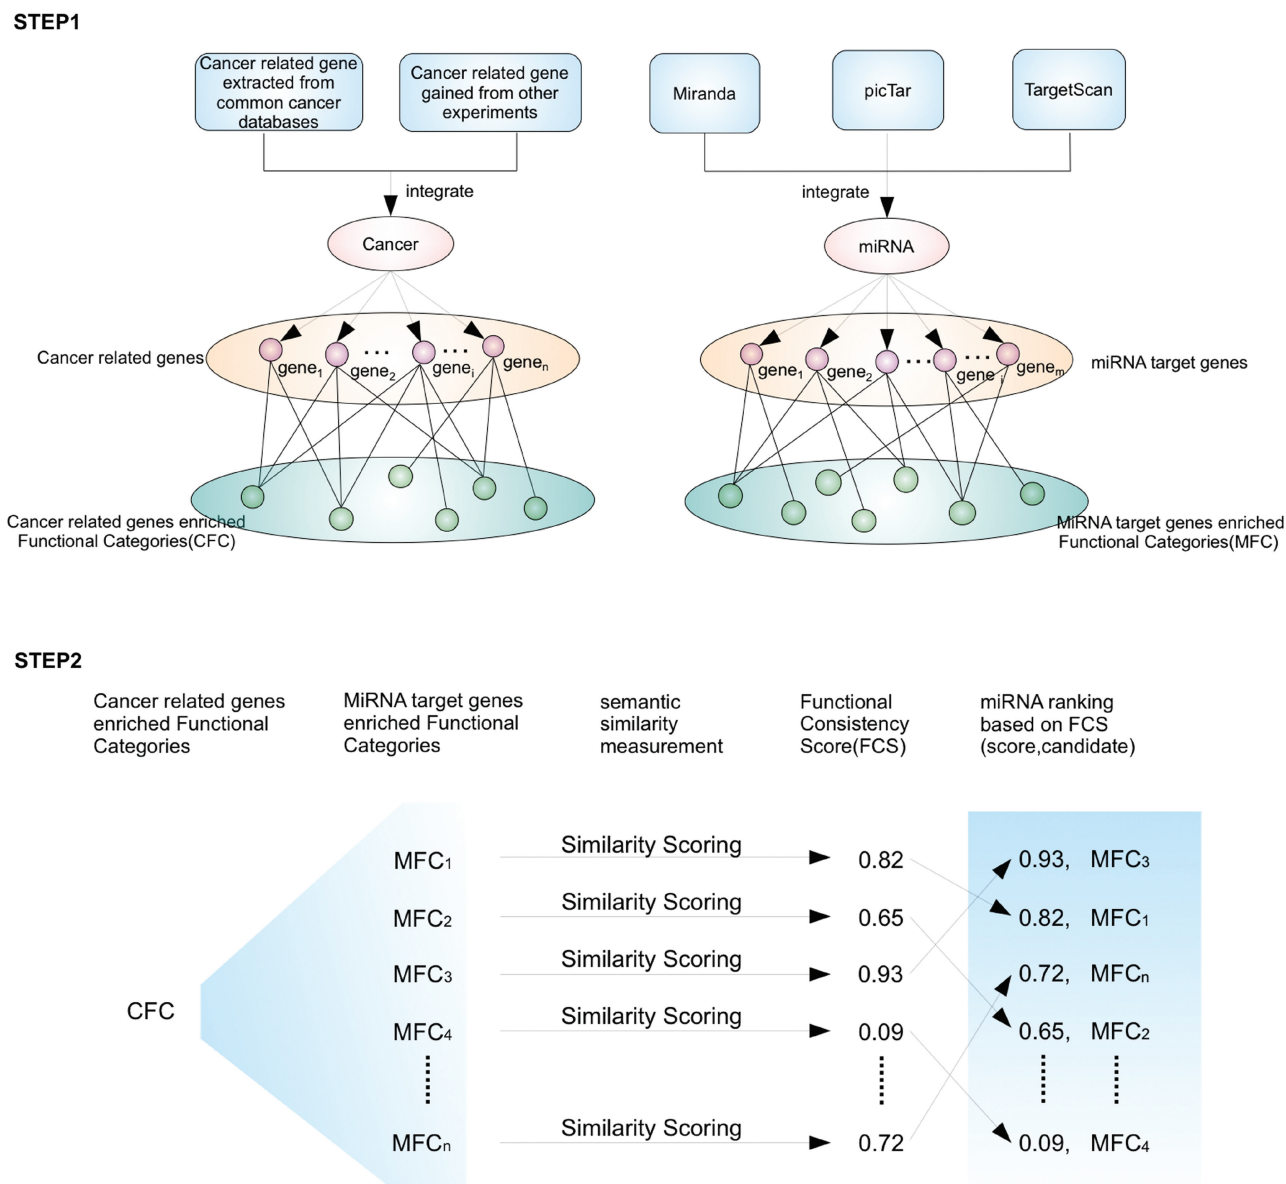 STEP1
Cancer related gene
extracted from
common cancer
databases
Cancer related gene
gained from other
experiments
Miranda
picTar
TargetScan
integrate
integrate
Cancer
miRNA
Cancer related genes
gene1
gene2
genei
genen
gene1
gene2
gene i
genem
miRNA target genes
Cancer related genes enriched
Functional Categories(CFC)
MiRNA target genes enriched
Functional Categories(MFC)
STEP2
Cancer related genes
enriched Functional
Categories
MiRNA target genes
enriched Functional
Categories
semantic
similarity
measurement
Functional
Consistency
Score(FCS)
miRNA ranking
based on FCS
(score,candidate)
CFC
MFC1 Similarity Scoring 0.82 0.93, MFC3
MFC2 Similarity Scoring 0.65 0.82, MFC1
MFC3 Similarity Scoring 0.93 0.72, MFCn
MFC4 Similarity Scoring 0.09 0.65, MFC2
MFCn Similarity Scoring 0.72 0.09, MFC4